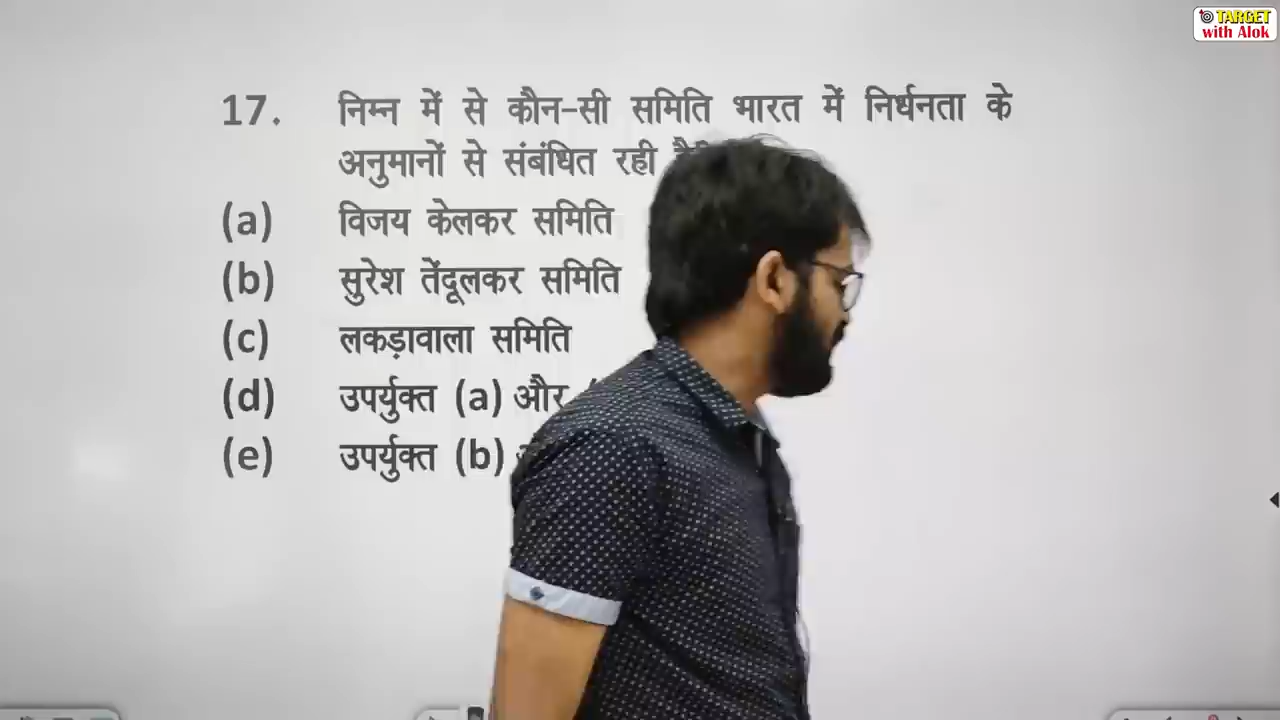 TARGET
with Alok
17. निम्न में से कौन-सी समिति भारत में निर्धनता के
अनुमानों से संबंधित रही
(a) विजय केलकर समिति
(b) सुरेश तेंदूलकर समिति
(c) लकड़ावाला समिति
(d) उपर्युक्त (a) और
(e) उपर्युक्त (b)